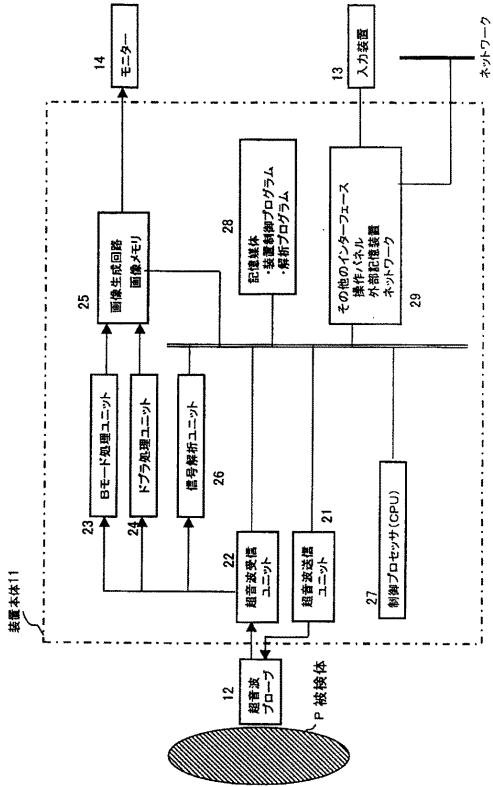 装置本体11
14
モニター
25
画像生成回路
画像メモリ
23
Bモード処理ユニット
24
ドプラ処理ユニット
信号解析ユニット
26
22
超音波受信
ユニット
21
超音波送信
ユニット
12
超音波
プローブ
P 被検体
27
制御プロセッサ(CPU)
28
記憶媒体
・装置制御プログラム
・解析プログラム
13
入力装置
その他のインターフェース
操作パネル
外部記憶装置
ネットワーク
29
ネットワーク